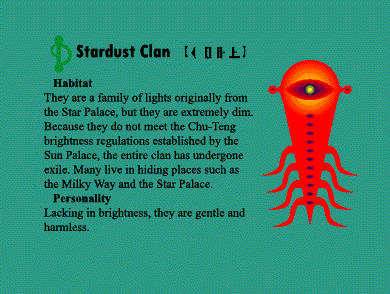 Stardust Clan
Habitat
They are a family of lights originally from
the Star Palace, but they are extremely dim.
Because they do not meet the Chu-Teng
brightness regulations established by the
Sun Palace, the entire clan has undergone
exile. Many live in hiding places such as
the Milky Way and the Star Palace.
Personality
Lacking in brightness, they are gentle and
harmless.